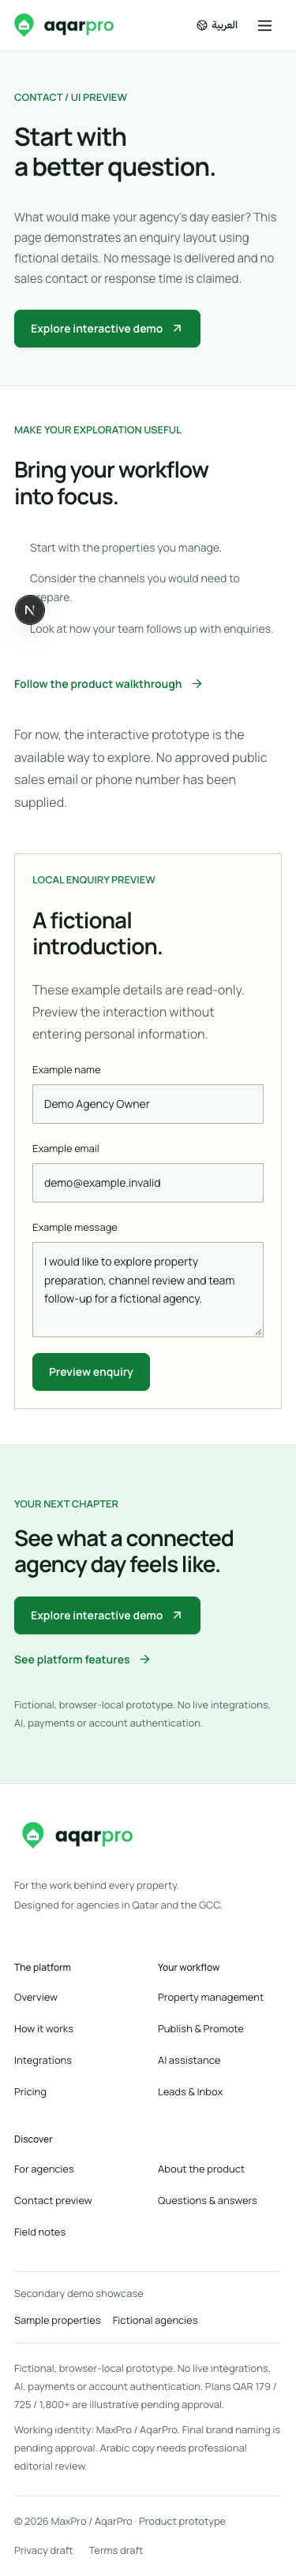 aqarpro
العربية
CONTACT / UI PREVIEW
Start with
a better question.
What would make your agency's day easier? This
page demonstrates an enquiry layout using
fictional details. No message is delivered and no
sales contact or response time is claimed.
Explore interactive demo
MAKE YOUR EXPLORATION USEFUL
Bring your workflow
into focus.
Start with the properties you manage.
Consider the channels you would need to
prepare.
N
Look at how your team follows up with enquiries.
Follow the product walkthrough
For now, the interactive prototype is the
available way to explore. No approved public
sales email or phone number has been
supplied.
LOCAL ENQUIRY PREVIEW
A fictional
introduction.
These example details are read-only.
Preview the interaction without
entering personal information.
Example name
Demo Agency Owner
Example email
demo@example.invalid
Example message
I would like to explore property
preparation, channel review and team
follow-up for a fictional agency.
Preview enquiry
YOUR NEXT CHAPTER
See what a connected
agency day feels like.
Explore interactive demo
See platform features
Fictional, browser-local prototype. No live integrations,
AI, payments or account authentication.
aqarpro
For the work behind every property.
Designed for agencies in Qatar and the GCC.
The platform
Overview
How it works
Integrations
Pricing
Your workflow
Property management
Publish & Promote
AI assistance
Leads & Inbox
Discover
For agencies
About the product
Contact preview
Questions & answers
Field notes
Secondary demo showcase
Sample properties Fictional agencies
Fictional, browser-local prototype. No live integrations,
AI, payments or account authentication. Plans QAR 179 /
725 / 1,800+ are illustrative pending approval.
Working identity: MaxPro / AqarPro. Final brand naming is
pending approval. Arabic copy needs professional
editorial review.
© 2026 MaxPro / AqarPro · Product prototype
Privacy draft Terms draft